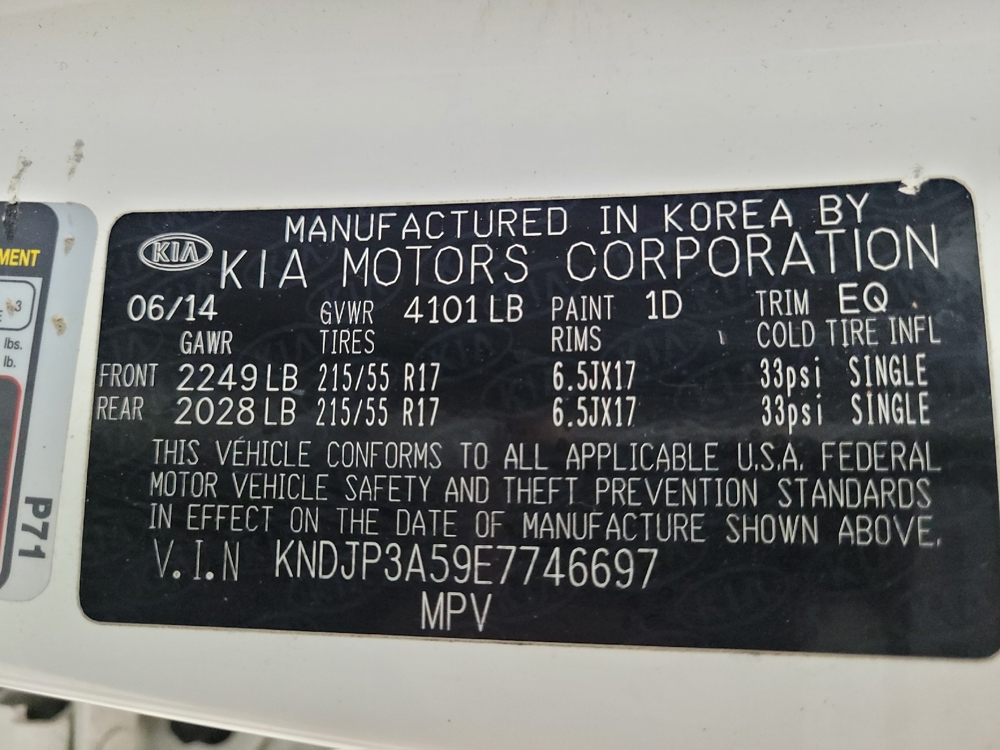 MANUFACTURED IN KOREA BY
KIA KIA MOTORS CORPORATION
06/14 GVWR 4101 LB PAINT 1D TRIM EQ
GAWR TIRES RIMS COLD TIRE INFL
FRONT 2249 LB 215/55 R17 6.5JX17 33psi SINGLE
REAR 2028 LB 215/55 R17 6.5JX17 33psi SINGLE
THIS VEHICLE CONFORMS TO ALL APPLICABLE U.S.A. FEDERAL
MOTOR VEHICLE SAFETY AND THEFT PREVENTION STANDARDS
IN EFFECT ON THE DATE OF MANUFACTURE SHOWN ABOVE.
V.I.N KNDJP3A59E7746697
MPV
MENT
3
lbs.
lb.
P71